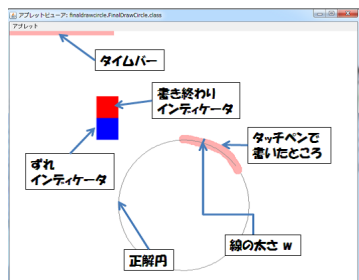 アプレットビューア: finaldrawcircle.FinalDrawCircle.class
アプレット
タイムバー
書き終わり
インディケータ
タッチペンで
書いたところ
ずれ
インディケータ
線の太さ w
正解円